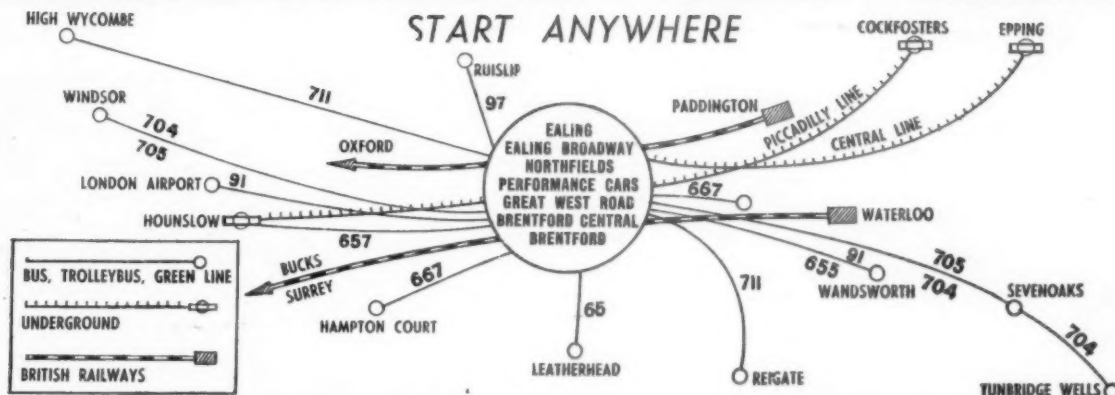 START ANYWHERE
HIGH WYCOMBE
711
RUISLIP
97
COCKFOSTERS
EPPING
PADDINGTON
PICCADILLY LINE
CENTRAL LINE
WINDSOR
704
705
OXFORD
LONDON AIRPORT
91
HOUNSLOW
657
EALING
EALING BROADWAY
NORTHFIELDS
PERFORMANCE CARS
GREAT WEST ROAD
BRENTFORD CENTRAL
BRENTFORD
667
WATERLOO
BUCKS
SURREY
667
HAMPTON COURT
65
LEATHERHEAD
711
REIGATE
91
655
WANDSWORTH
705
704
SEVENOAKS
704
TUNBRIDGE WELLS
BUS, TROLLEYBUS, GREEN LINE
UNDERGROUND
BRITISH RAILWAYS